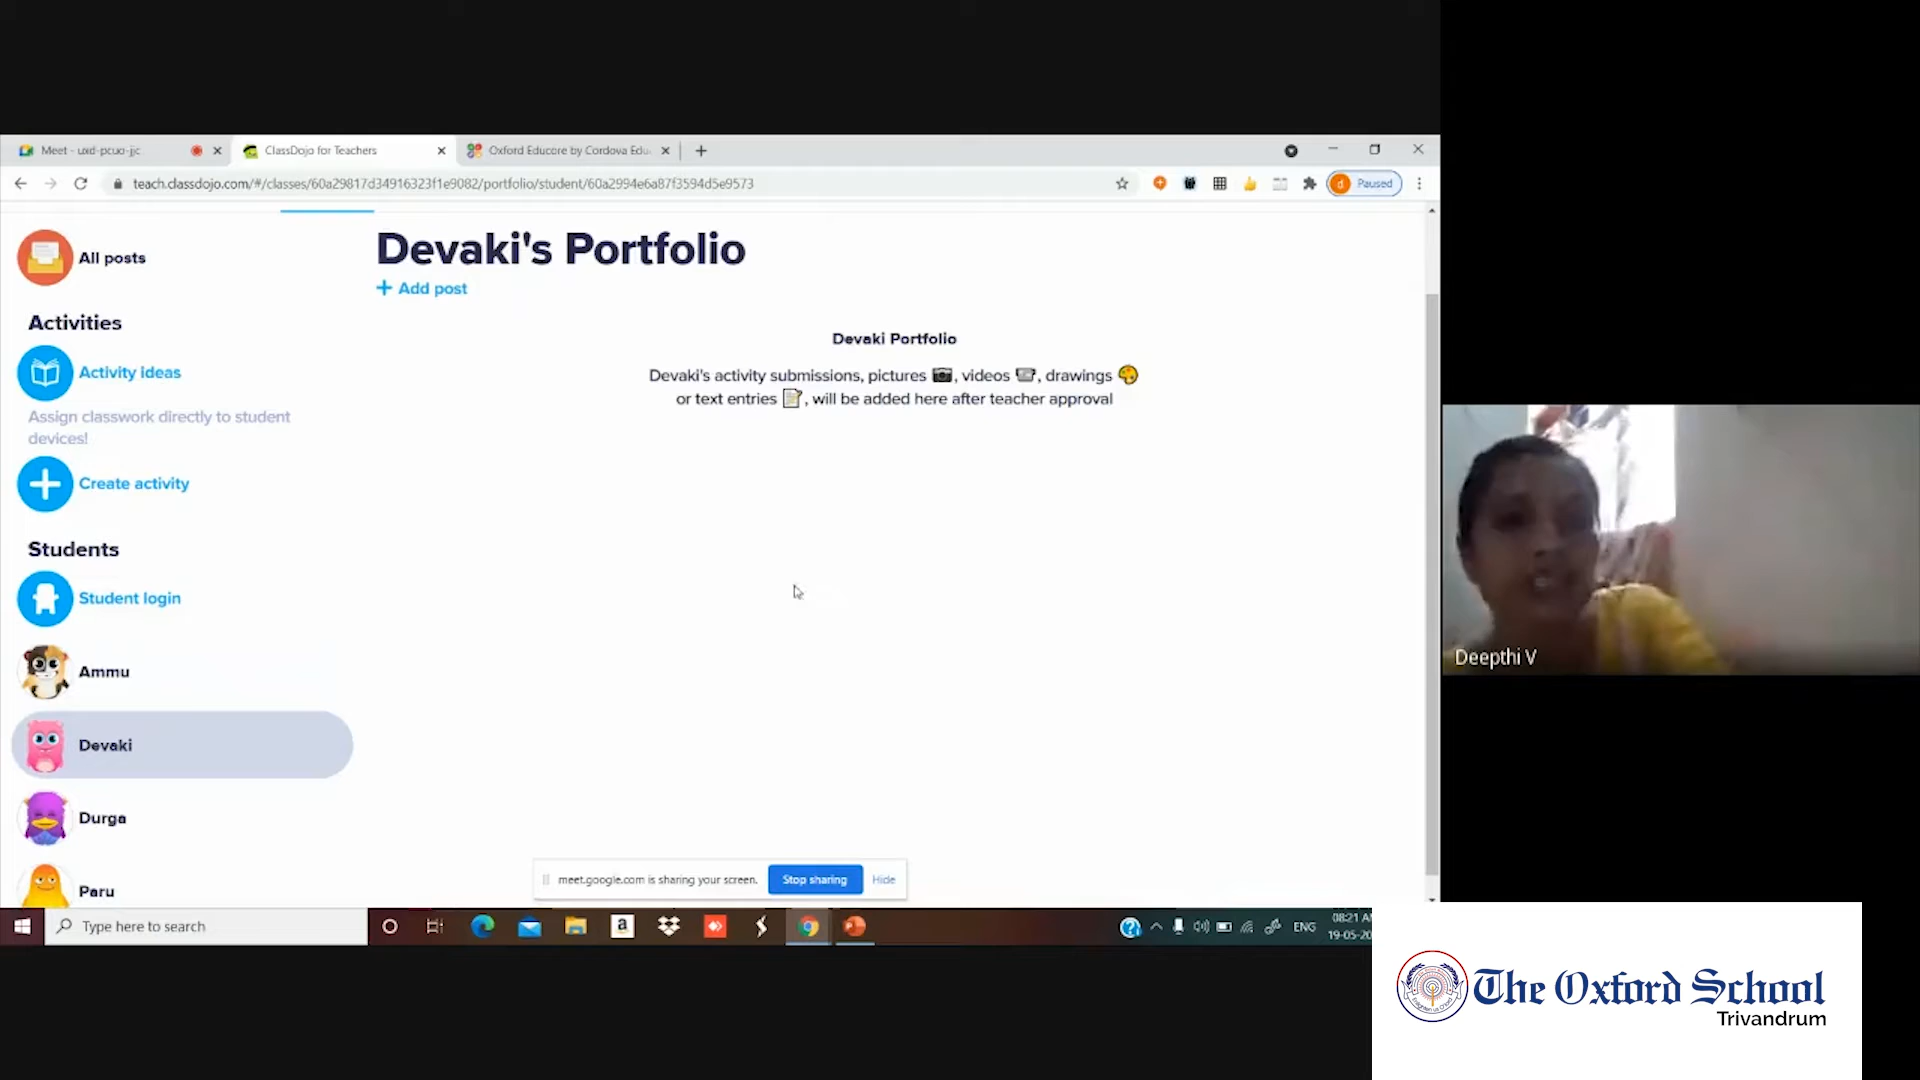 Meet - uxd-pcuo-jjc
ClassDojo for Teachers
Oxford Educore by Cordova Edu
teach.classdojo.com/#/classes/60a29817d34916323f1e9082/portfolio/student/60a2994e6a87f3594d5e9573
d Paused
All posts
Devaki's Portfolio
+ Add post
Activities
Devaki Portfolio
Activity ideas
Devaki's activity submissions, pictures 📷, videos 📹, drawings 🎨
or text entries 📝, will be added here after teacher approval
Assign classwork directly to student
devices!
Create activity
Students
Student login
Ammu
Devaki
Durga
Paru
meet.google.com is sharing your screen.
Stop sharing
Hide
Deepthi V
Type here to search
ENG
08:21 A
19-05-20
The Oxford School
Trivandrum